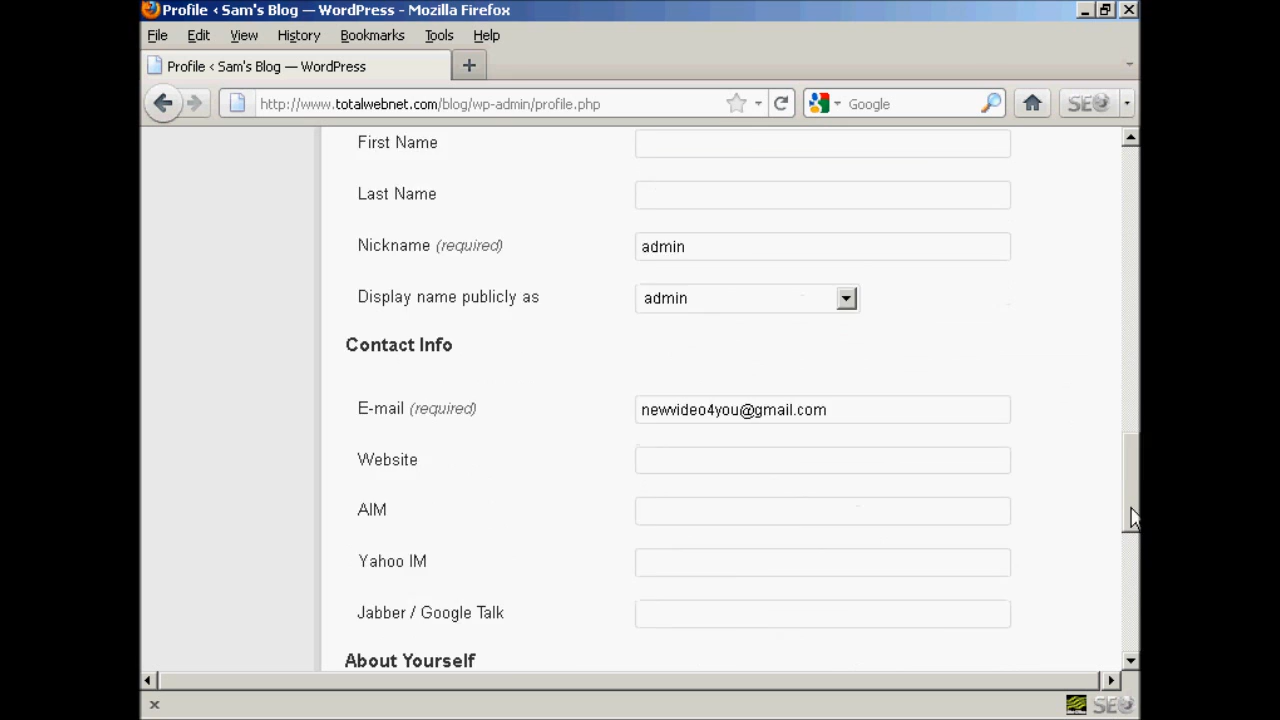 Profile ‹ Sam's Blog — WordPress - Mozilla Firefox
File Edit View History Bookmarks Tools Help
Profile ‹ Sam's Blog — WordPress
http://www.totalwebnet.com/blog/wp-admin/profile.php Google SEO
First Name
Last Name
Nickname (required) admin
Display name publicly as admin
Contact Info
E-mail (required) newvideo4you@gmail.com
Website
AIM
Yahoo IM
Jabber / Google Talk
About Yourself
SEO